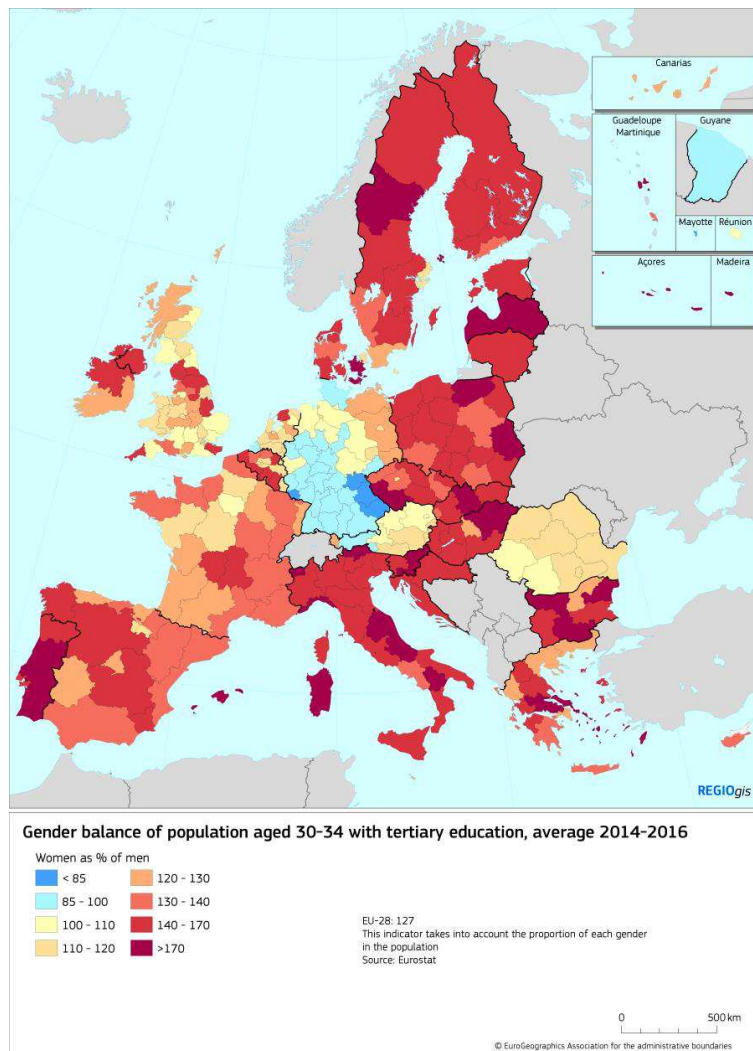 Canarias
Guadeloupe
Martinique
Guyane
Mayotte
Réunion
Açores
Madeira
REGIOgis
Gender balance of population aged 30-34 with tertiary education, average 2014-2016
Women as % of men
< 85
85 - 100
100 - 110
110 - 120
120 - 130
130 - 140
140 - 170
>170
EU-28: 127
This indicator takes into account the proportion of each gender
in the population
Source: Eurostat
0 500 km
© EuroGeographics Association for the administrative boundaries